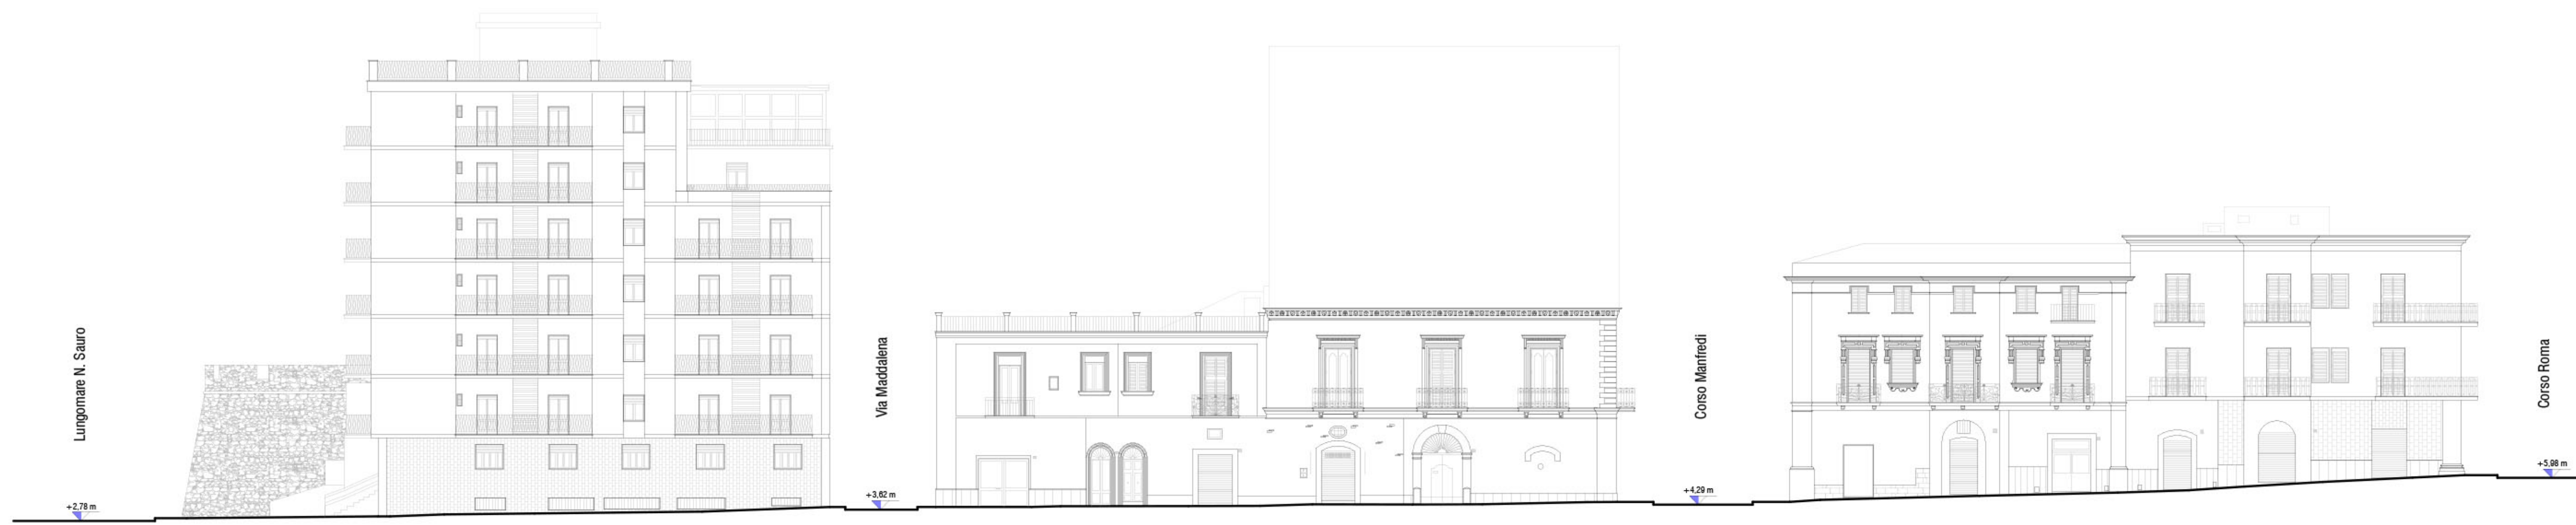 Lungomare N. Sauro
+2,78 m
Via Maddalena
+3,62 m
Corso Manfredi
+4,29 m
Corso Roma
+5,98 m